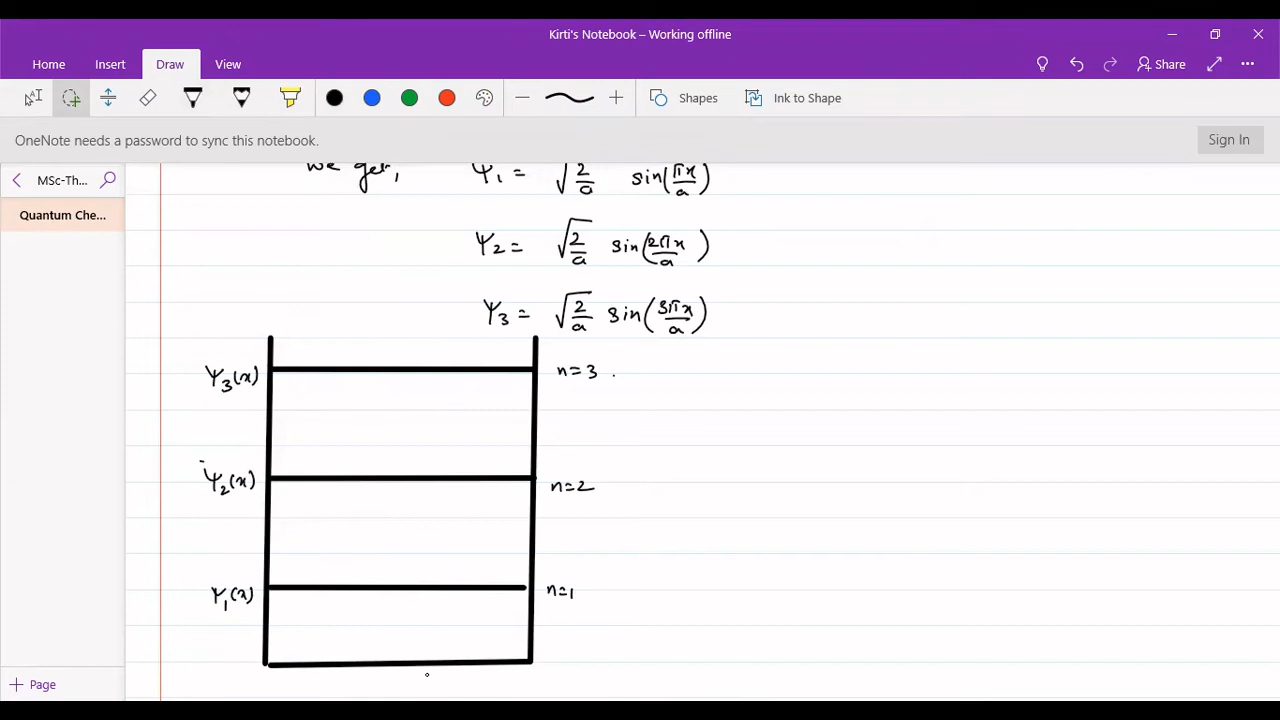 Kirti's Notebook – Working offline
Home Insert Draw View Share
Shapes Ink to Shape
OneNote needs a password to sync this notebook. Sign In
MSc-Th...
Quantum Che...
we get, Ψ₁ = √2/a sin(πx/a)
Ψ₂ = √2/a sin(2πx/a)
Ψ₃ = √2/a sin(3πx/a)
Ψ₃(x) n=3
Ψ₂(x) n=2
Ψ₁(x) n=1
+ Page